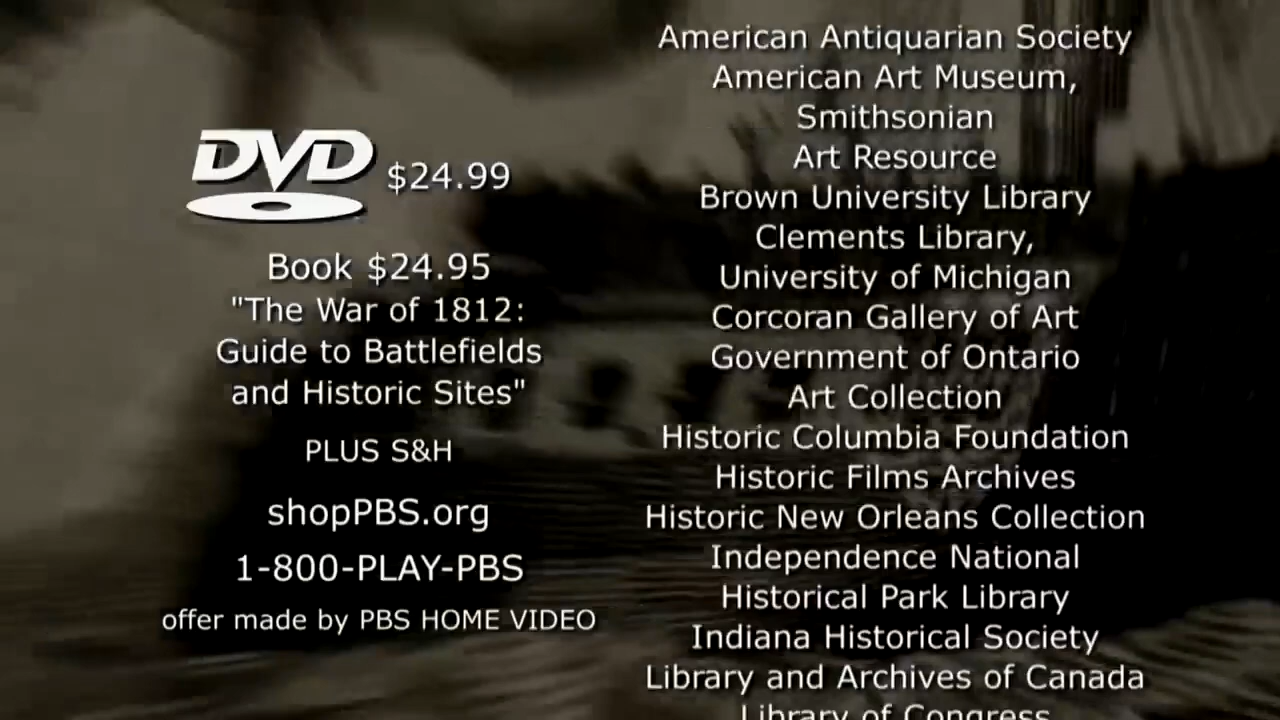 DVD $24.99
Book $24.95
"The War of 1812:
Guide to Battlefields
and Historic Sites"
PLUS S&H
shopPBS.org
1-800-PLAY-PBS
offer made by PBS HOME VIDEO
American Antiquarian Society
American Art Museum,
Smithsonian
Art Resource
Brown University Library
Clements Library,
University of Michigan
Corcoran Gallery of Art
Government of Ontario
Art Collection
Historic Columbia Foundation
Historic Films Archives
Historic New Orleans Collection
Independence National
Historical Park Library
Indiana Historical Society
Library and Archives of Canada
Library of Congress